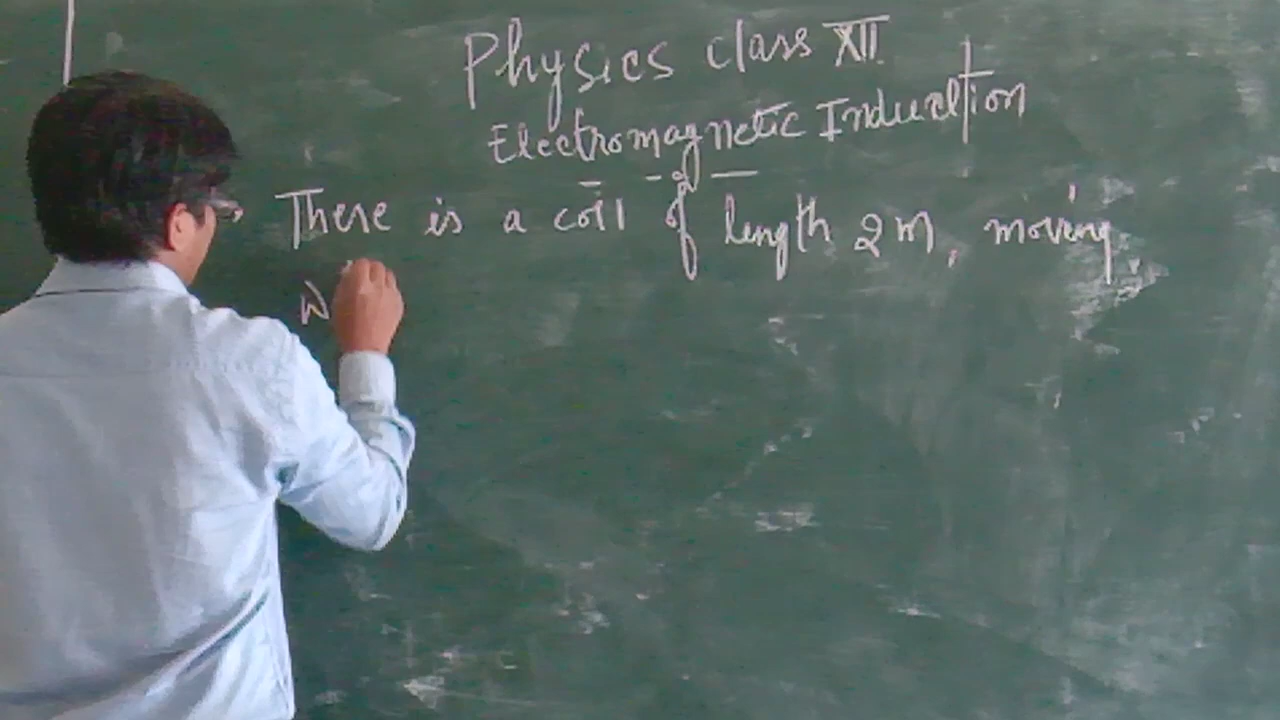 Physics class XII
Electromagnetic Induction
There is a coil of length 2m, moving
W